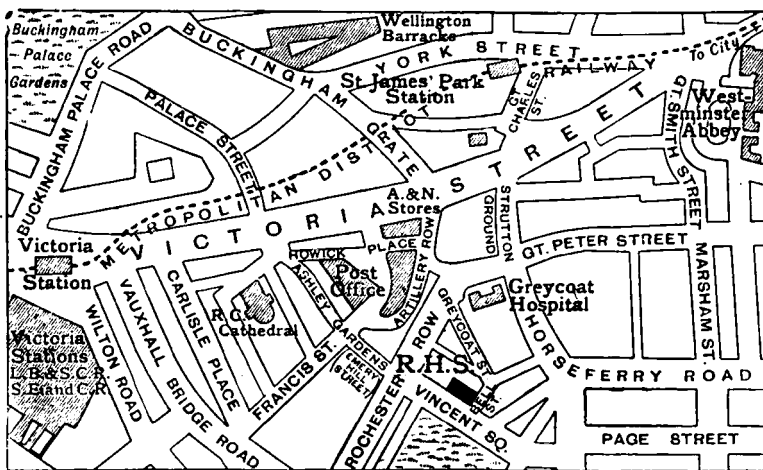 Buckingham
Palace
Gardens
BUCKINGHAM PALACE ROAD
BUCKINGHAM GATE
Wellington
Barracks
YORK STREET
To City
St James' Park
Station
METROPOLITAN DIST
RAILWAY
GT.
CHARLES
ST.
GT. SMITH STREET
West-
minster
Abbey
PALACE STREET
VICTORIA STREET
A. & N.
Stores
STRUTTON
GROUND
GT. PETER STREET
MARSHAM ST.
Victoria
Station
HOWICK
PLACE
ASHLEY
GARDENS
Post
Office
ARTILLERY ROW
R.C.
Cathedral
CARLISLE PLACE
VAUXHALL
BRIDGE ROAD
WILTON ROAD
Victoria
Stations
L.B. & S.C.R.
S.E. and C.R.
FRANCIS ST.
(EMERY
HILL
STREET)
ROCHESTER ROW
GREYCOAT ST.
Greycoat
Hospital
R.H.S.
HORSEFERRY ROAD
VINCENT SQ.
PAGE STREET